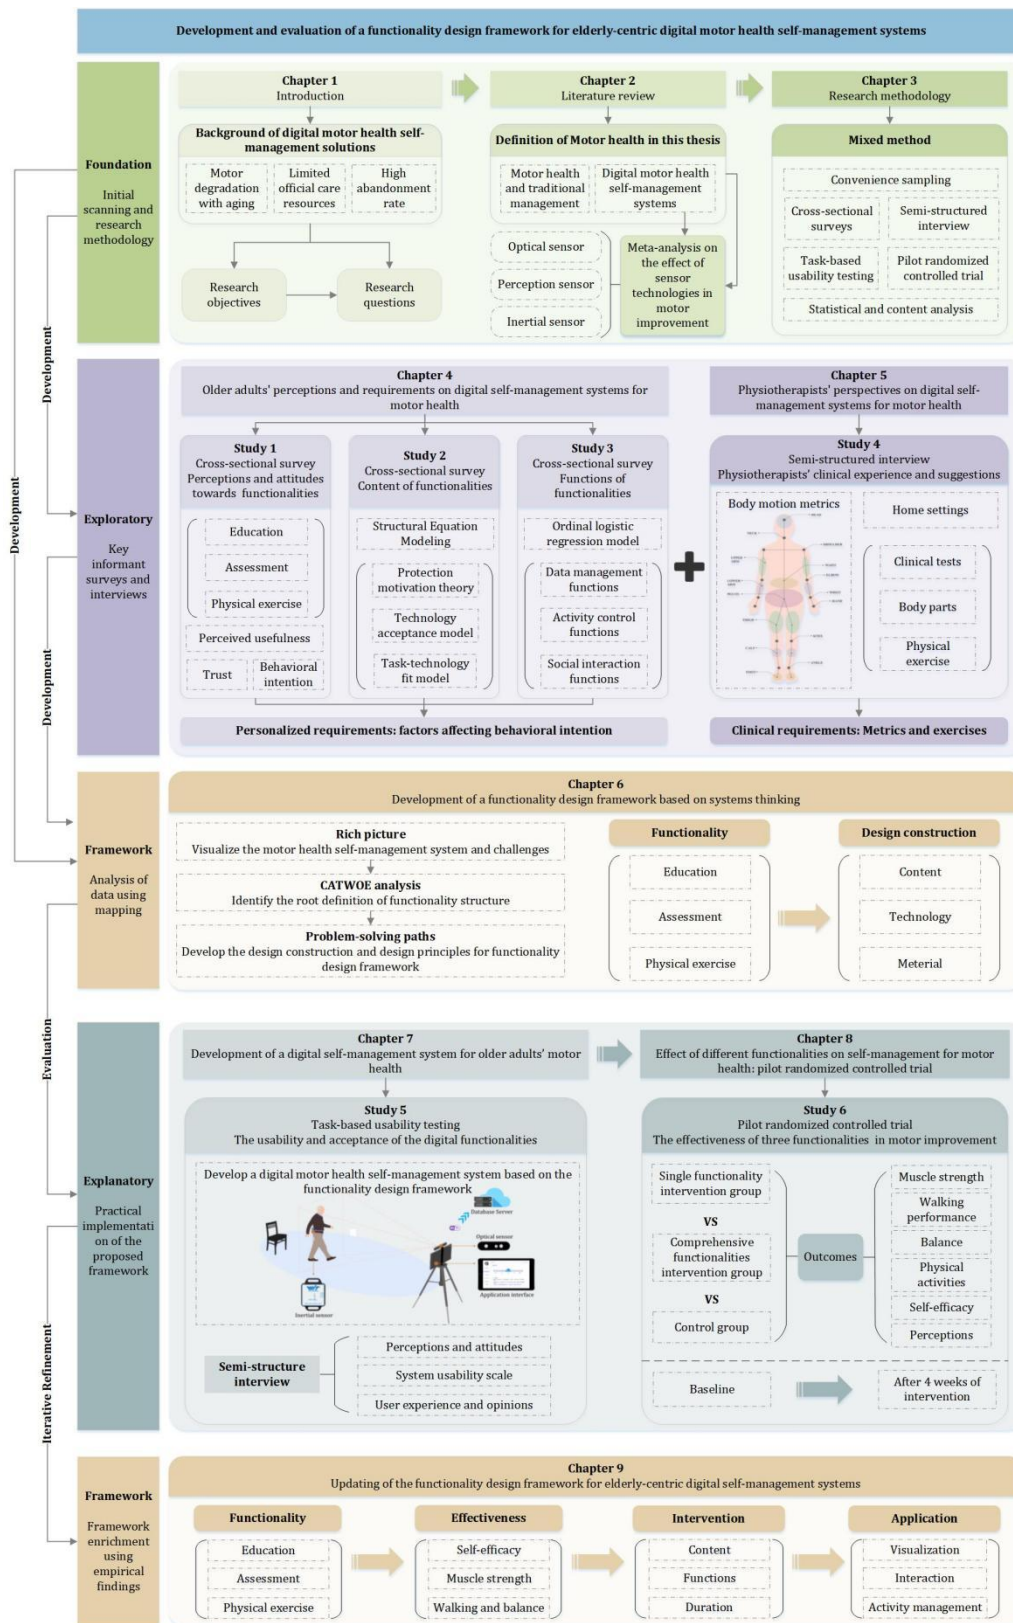 Development and evaluation of a functionality design framework for elderly-centric digital motor health self-management systems
Foundation
Initial
scanning and
research
methodology
Chapter 1
Introduction
Background of digital motor health self-
management solutions
Motor
degradation
with aging
Limited
official care
resources
High
abandonment
rate
Research
objectives
Research
questions
Chapter 2
Literature review
Definition of Motor health in this thesis
Motor health
and traditional
management
Digital motor health
self-management
systems
Optical sensor
Perception sensor
Inertial sensor
Meta-analysis on
the effect of
sensor
technologies in
motor
improvement
Chapter 3
Research methodology
Mixed method
Convenience sampling
Cross-sectional
surveys
Semi-structured
interview
Task-based
usability testing
Pilot randomized
controlled trial
Statistical and content analysis
Development
Development
Development
Exploratory
Key
informant
surveys and
interviews
Chapter 4
Older adults' perceptions and requirements on digital self-management systems for
motor health
Study 1
Cross-sectional survey
Perceptions and attitudes
towards functionalities
Education
Assessment
Physical exercise
Perceived usefulness
Trust
Behavioral
intention
Study 2
Cross-sectional survey
Content of functionalities
Structural Equation
Modeling
Protection
motivation theory
Technology
acceptance model
Task-technology
fit model
Study 3
Cross-sectional survey
Functions of
functionalities
Ordinal logistic
regression model
Data management
functions
Activity control
functions
Social interaction
functions
Personalized requirements: factors affecting behavioral intention
Chapter 5
Physiotherapists' perspectives on digital self-
management systems for motor health
Study 4
Semi-structured interview
Physiotherapists' clinical experience and suggestions
Body motion metrics
Home settings
Clinical tests
Body parts
Physical
exercise
Clinical requirements: Metrics and exercises
Framework
Analysis of
data using
mapping
Chapter 6
Development of a functionality design framework based on systems thinking
Rich picture
Visualize the motor health self-management system and challenges
CATWOE analysis
Identify the root definition of functionality structure
Problem-solving paths
Develop the design construction and design principles for functionality
design framework
Functionality
Education
Assessment
Physical exercise
Design construction
Content
Technology
Meterial
Evaluation
Iterative Refinement
Explanatory
Practical
implementati
on of the
proposed
framework
Chapter 7
Development of a digital self-management system for older adults' motor
health
Study 5
Task-based usability testing
The usability and acceptance of the digital functionalities
Develop a digital motor health self-management system based on the
functionality design framework
Database Server
Optical sensor
Application interface
Inertial sensor
Semi-structure
interview
Perceptions and attitudes
System usability scale
User experience and opinions
Chapter 8
Effect of different functionalities on self-management for motor
health: pilot randomized controlled trial
Study 6
Pilot randomized controlled trial
The effectiveness of three functionalities in motor improvement
Single functionality
intervention group
VS
Comprehensive
functionalities
intervention group
VS
Control group
Outcomes
Muscle strength
Walking
performance
Balance
Physical
activities
Self-efficacy
Perceptions
Baseline
After 4 weeks of
intervention
Framework
Framework
enrichment
using
empirical
findings
Chapter 9
Updating of the functionality design framework for elderly-centric digital self-management systems
Functionality
Education
Assessment
Physical exercise
Effectiveness
Self-efficacy
Muscle strength
Walking and balance
Intervention
Content
Functions
Duration
Application
Visualization
Interaction
Activity management